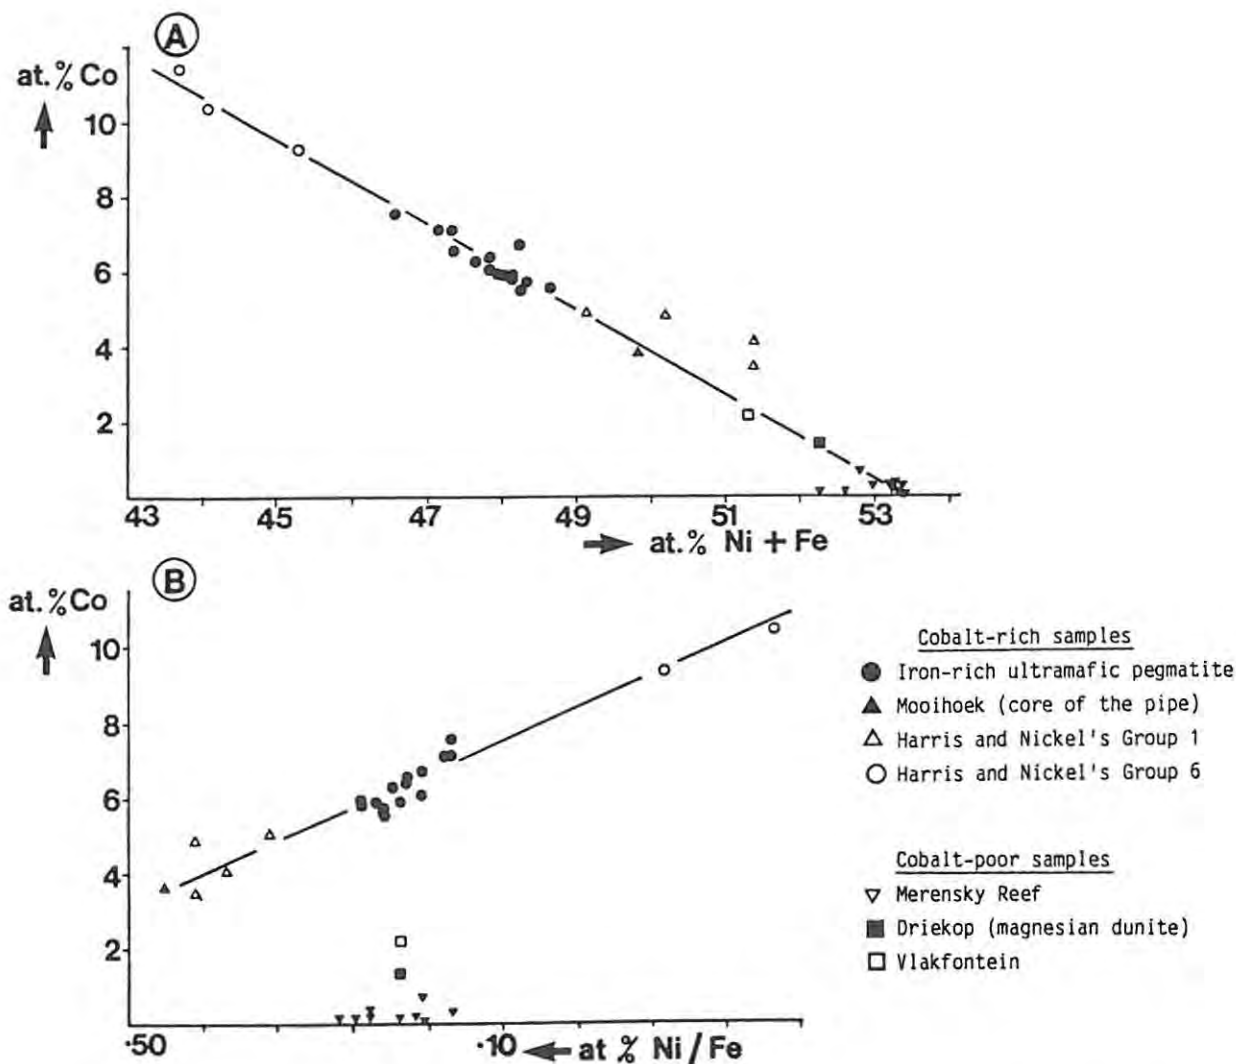 A
at.% Co
10
8
6
4
2
43 45 47 49 51 53
at.% Ni + Fe
B
at.% Co
10
8
6
4
2
·50 ·10
at % Ni/Fe
Cobalt-rich samples
Iron-rich ultramafic pegmatite
Mooihoek (core of the pipe)
Harris and Nickel's Group 1
Harris and Nickel's Group 6
Cobalt-poor samples
Merensky Reef
Driekop (magnesian dunite)
Vlakfontein